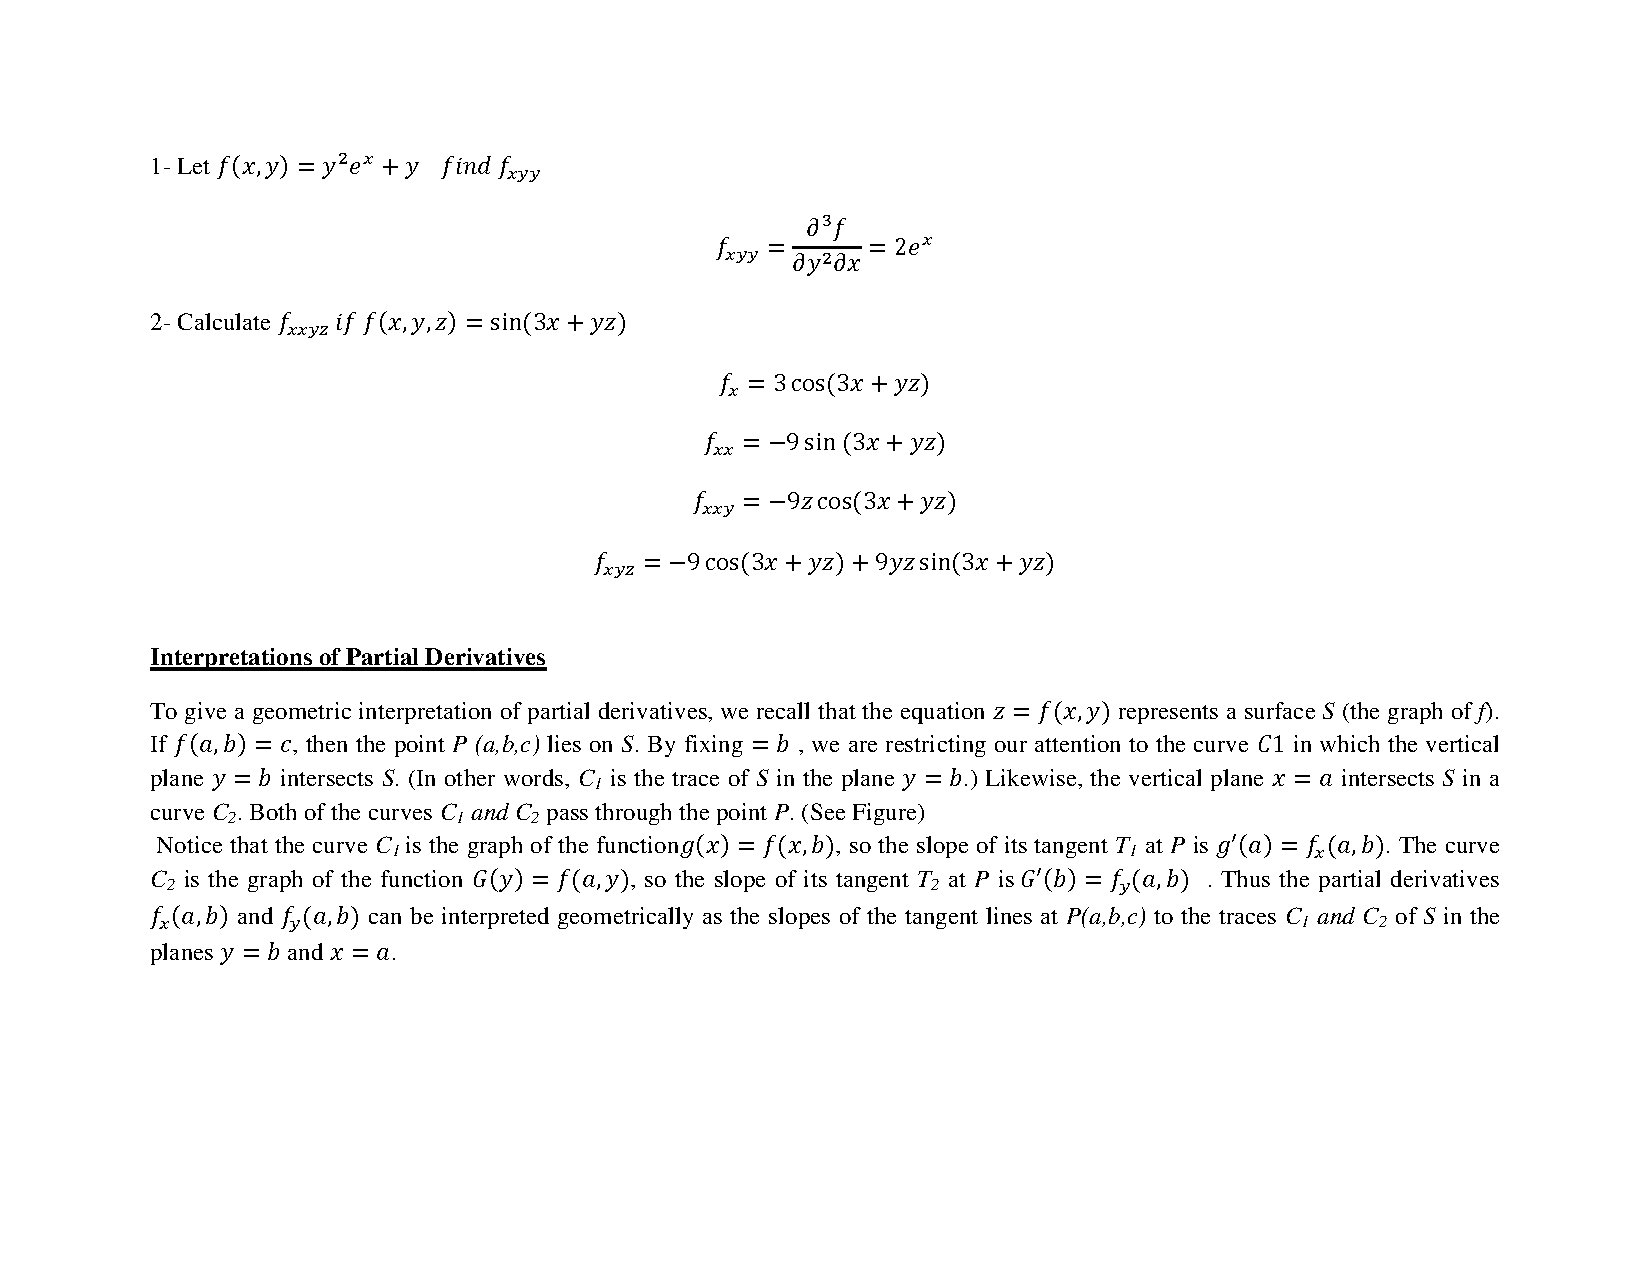 1- Let f(x,y) = y²eˣ + y   find f_xyy
f_xyy = ∂³f / ∂y²∂x = 2eˣ
2- Calculate f_xxyz if f(x,y,z) = sin(3x + yz)
f_x = 3 cos(3x + yz)
f_xx = −9 sin (3x + yz)
f_xxy = −9z cos(3x + yz)
f_xyz = −9 cos(3x + yz) + 9yz sin(3x + yz)
Interpretations of Partial Derivatives
To give a geometric interpretation of partial derivatives, we recall that the equation z = f(x,y) represents a surface S (the graph of f).
If f(a,b) = c, then the point P (a,b,c) lies on S. By fixing = b , we are restricting our attention to the curve C1 in which the vertical
plane y = b intersects S. (In other words, C₁ is the trace of S in the plane y = b.) Likewise, the vertical plane x = a intersects S in a
curve C₂. Both of the curves C₁ and C₂ pass through the point P. (See Figure)
Notice that the curve C₁ is the graph of the functiong(x) = f(x,b), so the slope of its tangent T₁ at P is g′(a) = f_x(a,b). The curve
C₂ is the graph of the function G(y) = f(a,y), so the slope of its tangent T₂ at P is G′(b) = f_y(a,b) . Thus the partial derivatives
f_x(a,b) and f_y(a,b) can be interpreted geometrically as the slopes of the tangent lines at P(a,b,c) to the traces C₁ and C₂ of S in the
planes y = b and x = a.